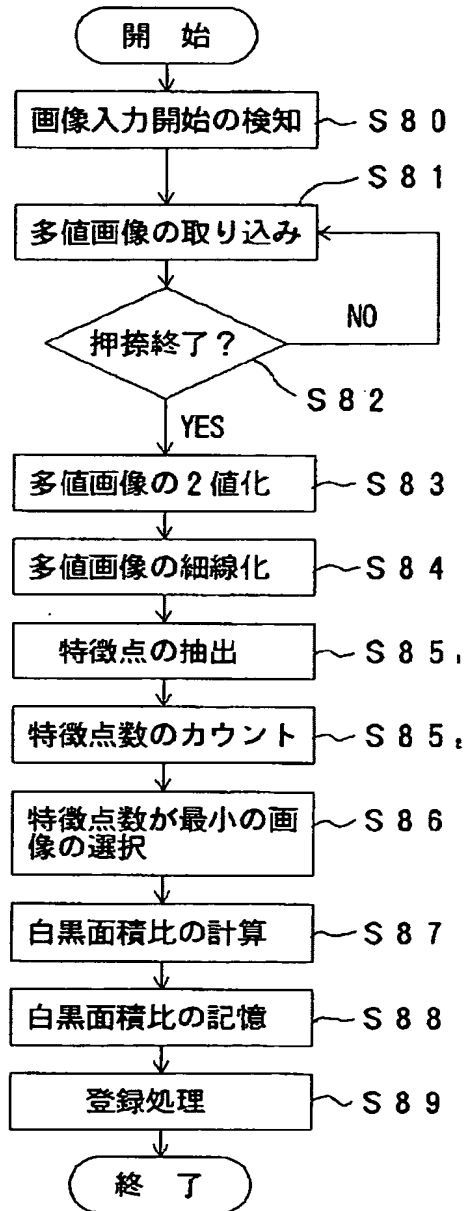 開 始
画像入力開始の検知 S80
S81
多値画像の取り込み
NO
押捺終了?
S82
YES
多値画像の2値化 S83
多値画像の細線化 S84
特徴点の抽出 S85₁
特徴点数のカウント S85₂
特徴点数が最小の画
像の選択 S86
白黒面積比の計算 S87
白黒面積比の記憶 S88
登録処理 S89
終 了